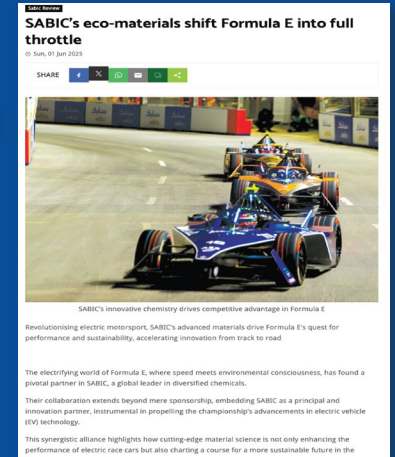 Sabic Review
SABIC's eco-materials shift Formula E into full
throttle
Sun, 01 Jun 2025
SHARE
SABIC's innovative chemistry drives competitive advantage in Formula E
Revolutionising electric motorsport, SABIC's advanced materials drive Formula E's quest for
performance and sustainability, accelerating innovation from track to road
The electrifying world of Formula E, where speed meets environmental consciousness, has found a
pivotal partner in SABIC, a global leader in diversified chemicals.
Their collaboration extends beyond mere sponsorship, embedding SABIC as a principal and
innovation partner, instrumental in propelling the championship's advancements in electric vehicle
(EV) technology.
This synergistic alliance highlights how cutting-edge material science is not only enhancing the
performance of electric race cars but also charting a course for a more sustainable future in the